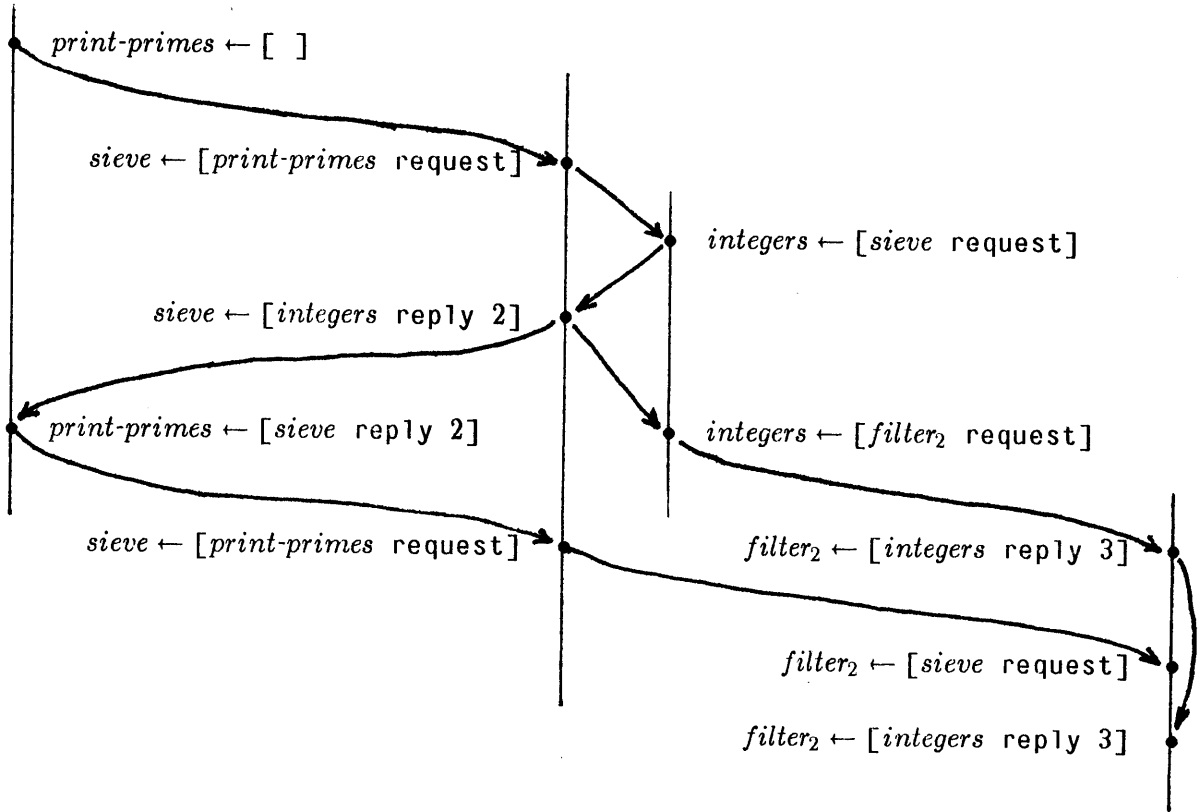 print-primes ← [ ]
sieve ← [print-primes request]
integers ← [sieve request]
sieve ← [integers reply 2]
print-primes ← [sieve reply 2]
integers ← [filter₂ request]
sieve ← [print-primes request]
filter₂ ← [integers reply 3]
filter₂ ← [sieve request]
filter₂ ← [integers reply 3]